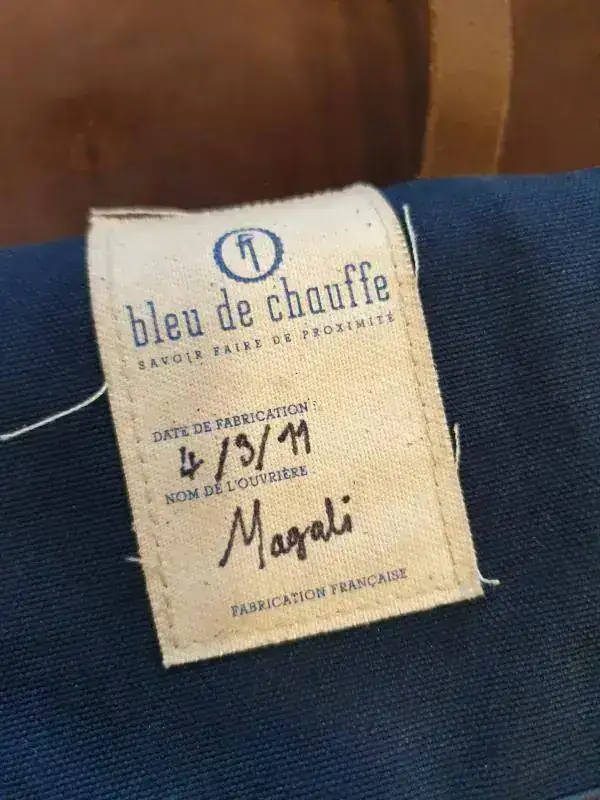 bleu de chauffe
SAVOIR FAIRE DE PROXIMITÉ
DATE DE FABRICATION :
4/3/11
NOM DE L'OUVRIÈRE
Magali
FABRICATION FRANÇAISE